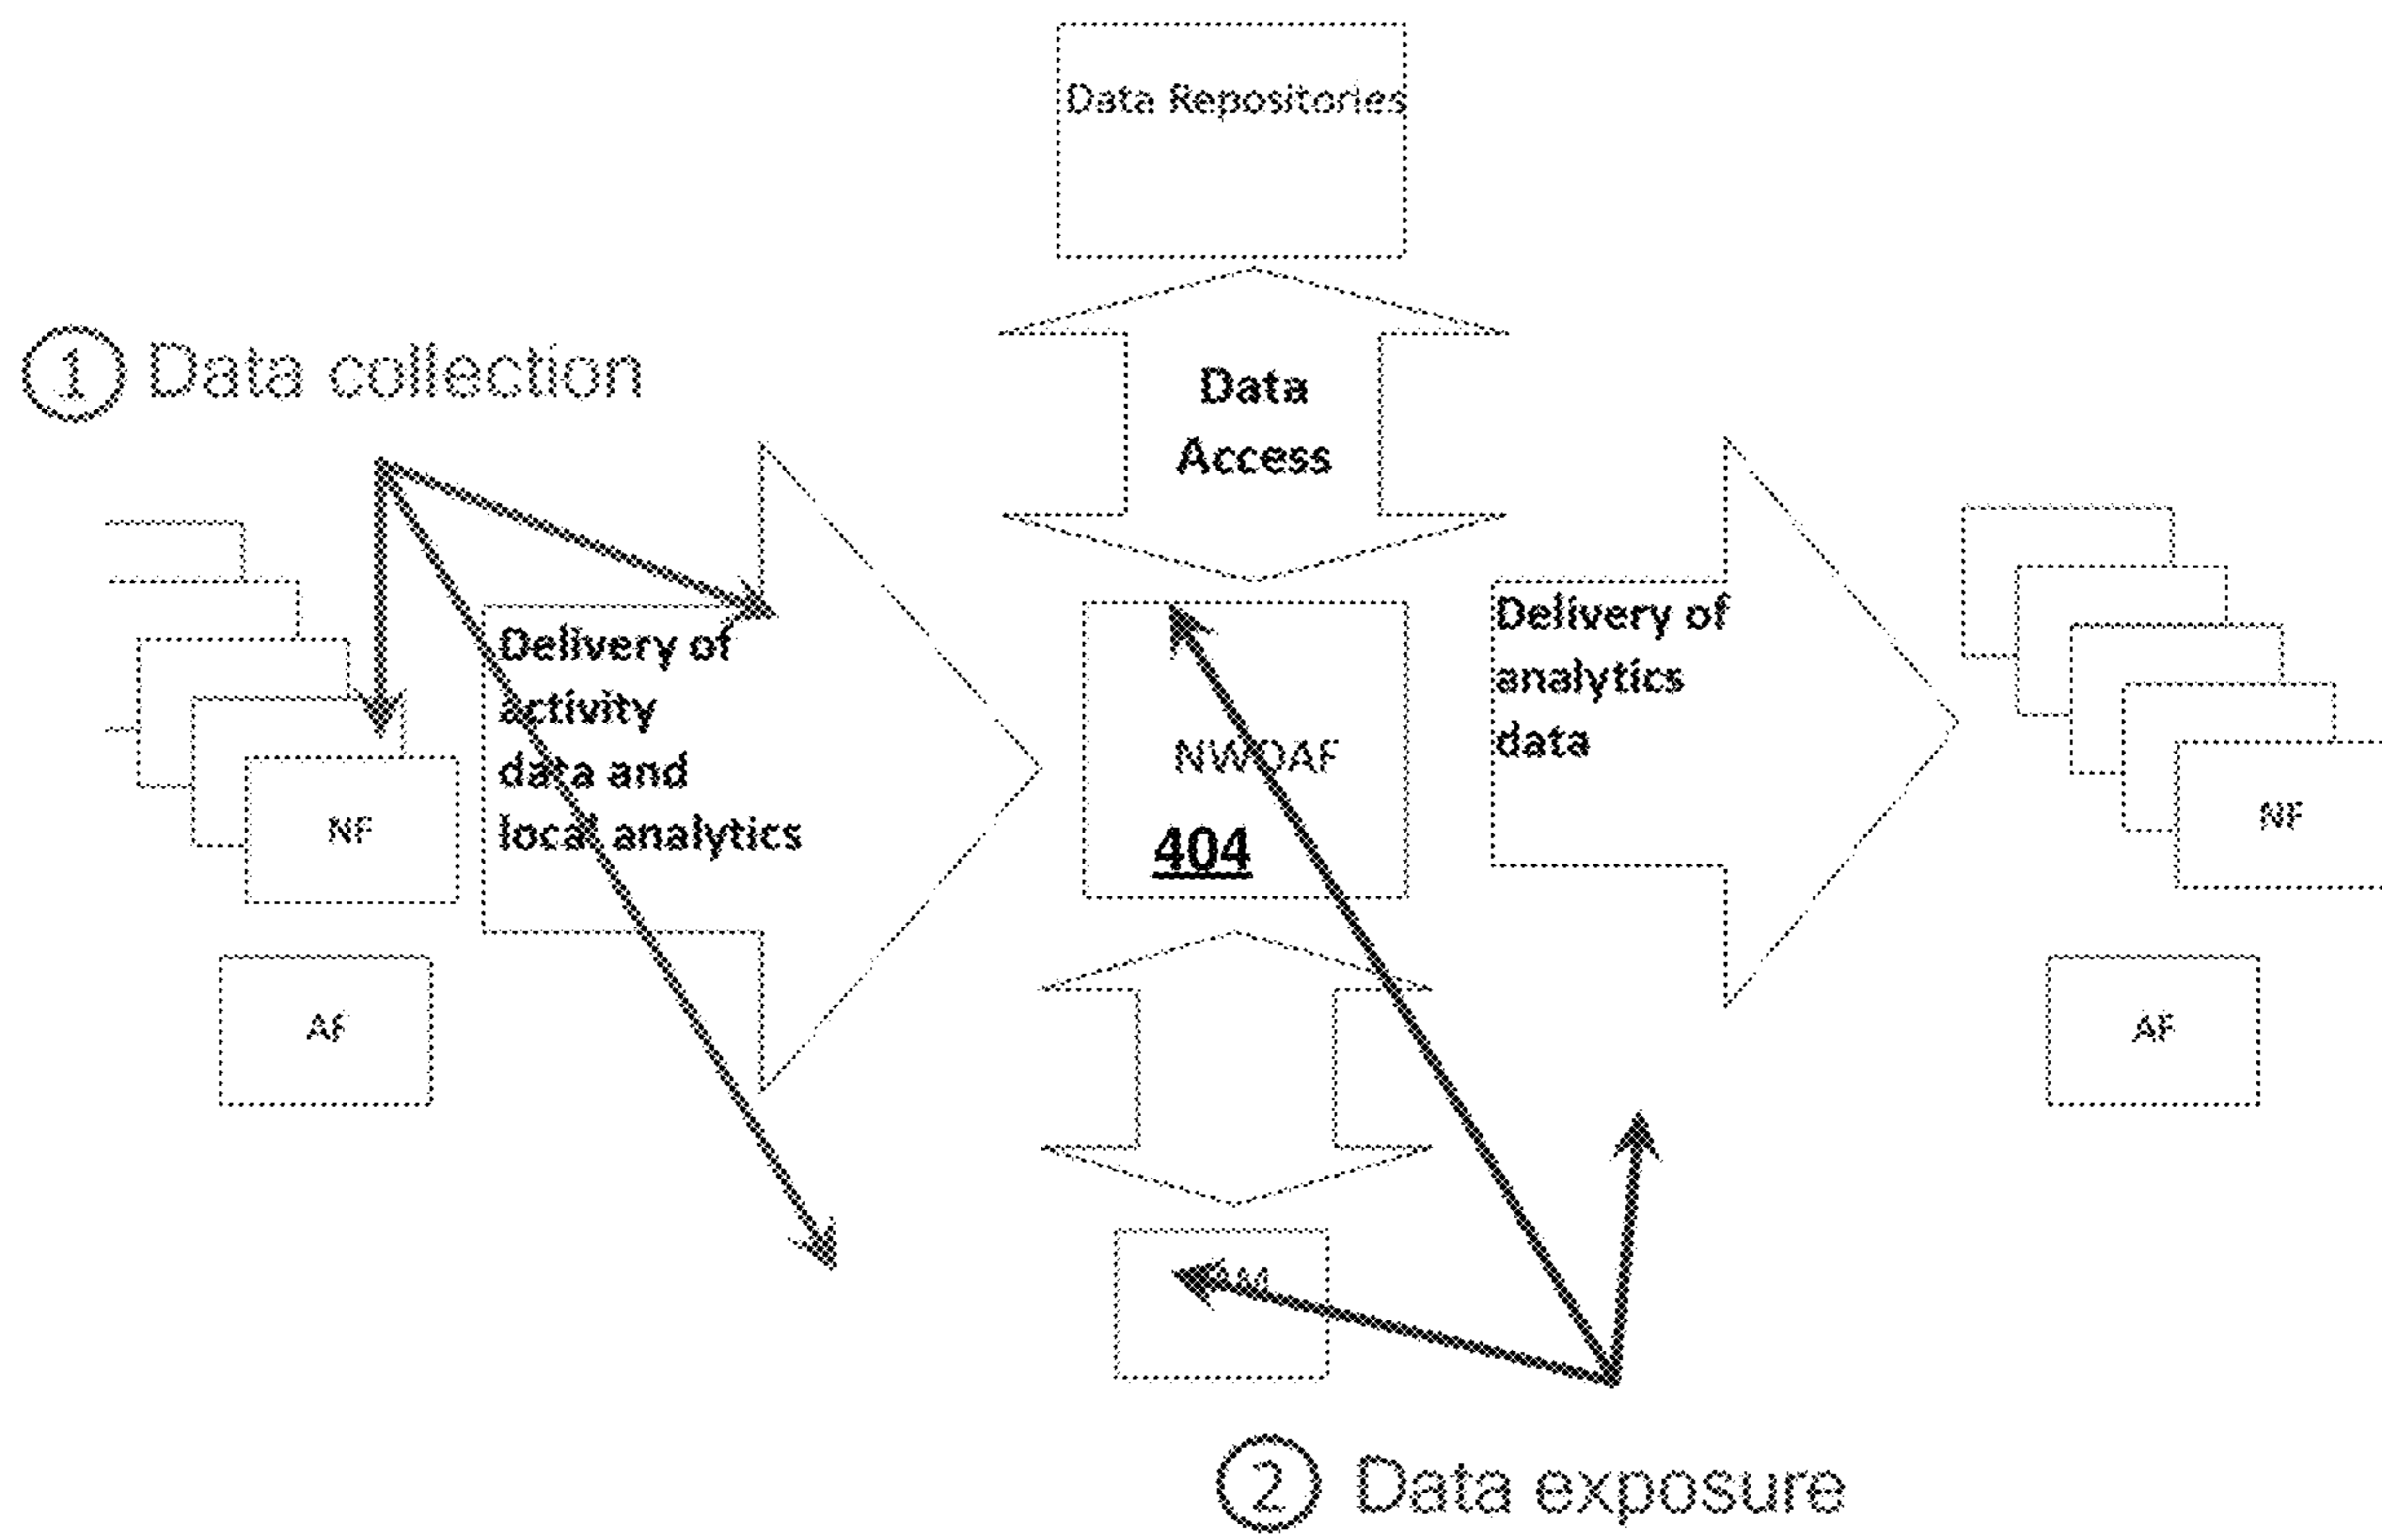 Data Repositories
① Data collection
Data
Access
Delivery of
activity
data and
local analytics
NWDAF
404
Delivery of
analytics
data
NF
AF
NF
AF
② Data exposure